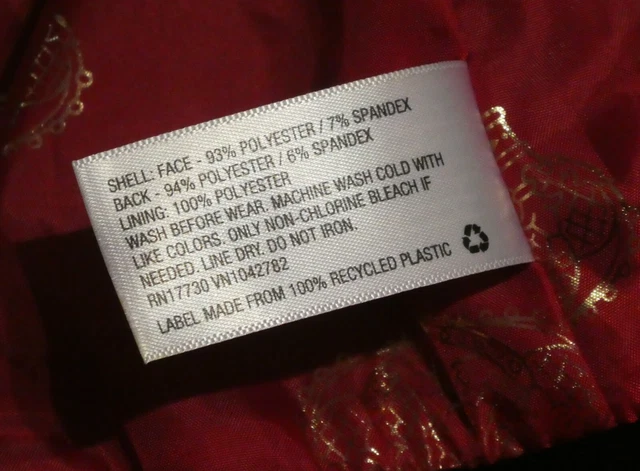 SHELL: FACE - 93% POLYESTER / 7% SPANDEX
BACK - 94% POLYESTER / 6% SPANDEX
LINING: 100% POLYESTER
WASH BEFORE WEAR. MACHINE WASH COLD WITH
LIKE COLORS. ONLY NON-CHLORINE BLEACH IF
NEEDED. LINE DRY. DO NOT IRON.
RN17730 VN1042782
LABEL MADE FROM 100% RECYCLED PLASTIC